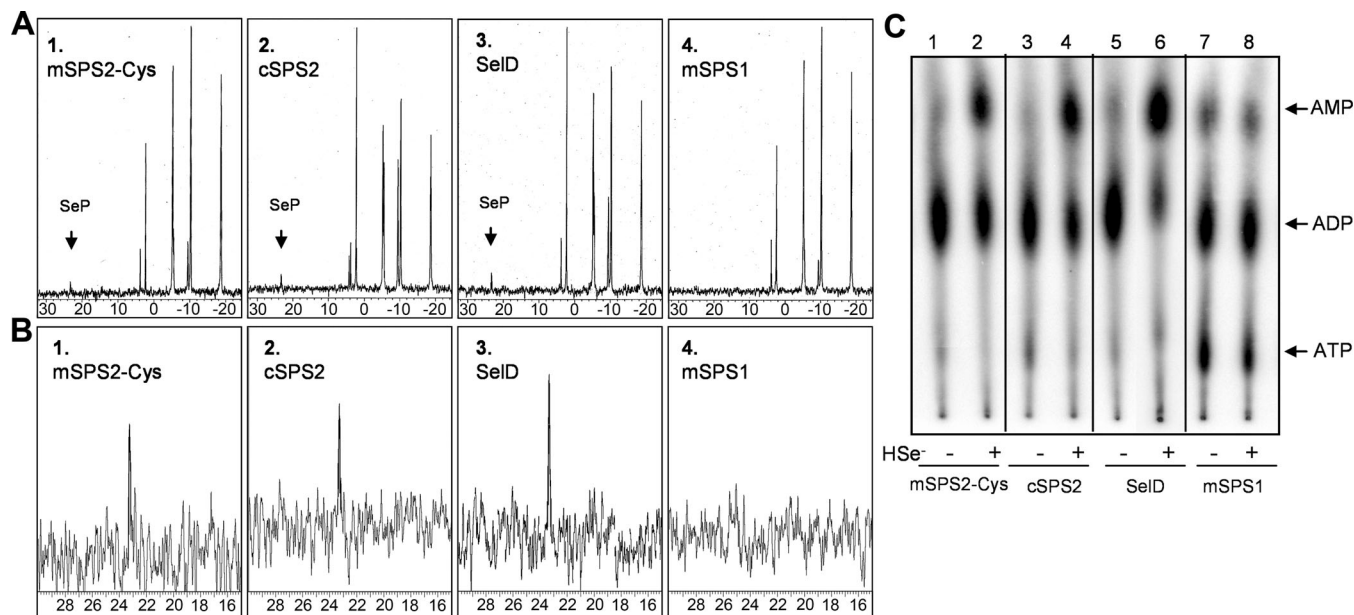 A
1.
mSPS2-Cys
SeP
30 20 10 0 -10 -20
2.
cSPS2
SeP
30 20 10 0 -10 -20
3.
SelD
SeP
30 20 10 0 -10 -20
4.
mSPS1
30 20 10 0 -10 -20
B
1.
mSPS2-Cys
28 26 24 22 20 18 16
2.
cSPS2
28 26 24 22 20 18 16
3.
SelD
28 26 24 22 20 18 16
4.
mSPS1
28 26 24 22 20 18 16
C
1 2 3 4 5 6 7 8
AMP
ADP
ATP
HSe- - + - + - + - +
mSPS2-Cys cSPS2 SelD mSPS1